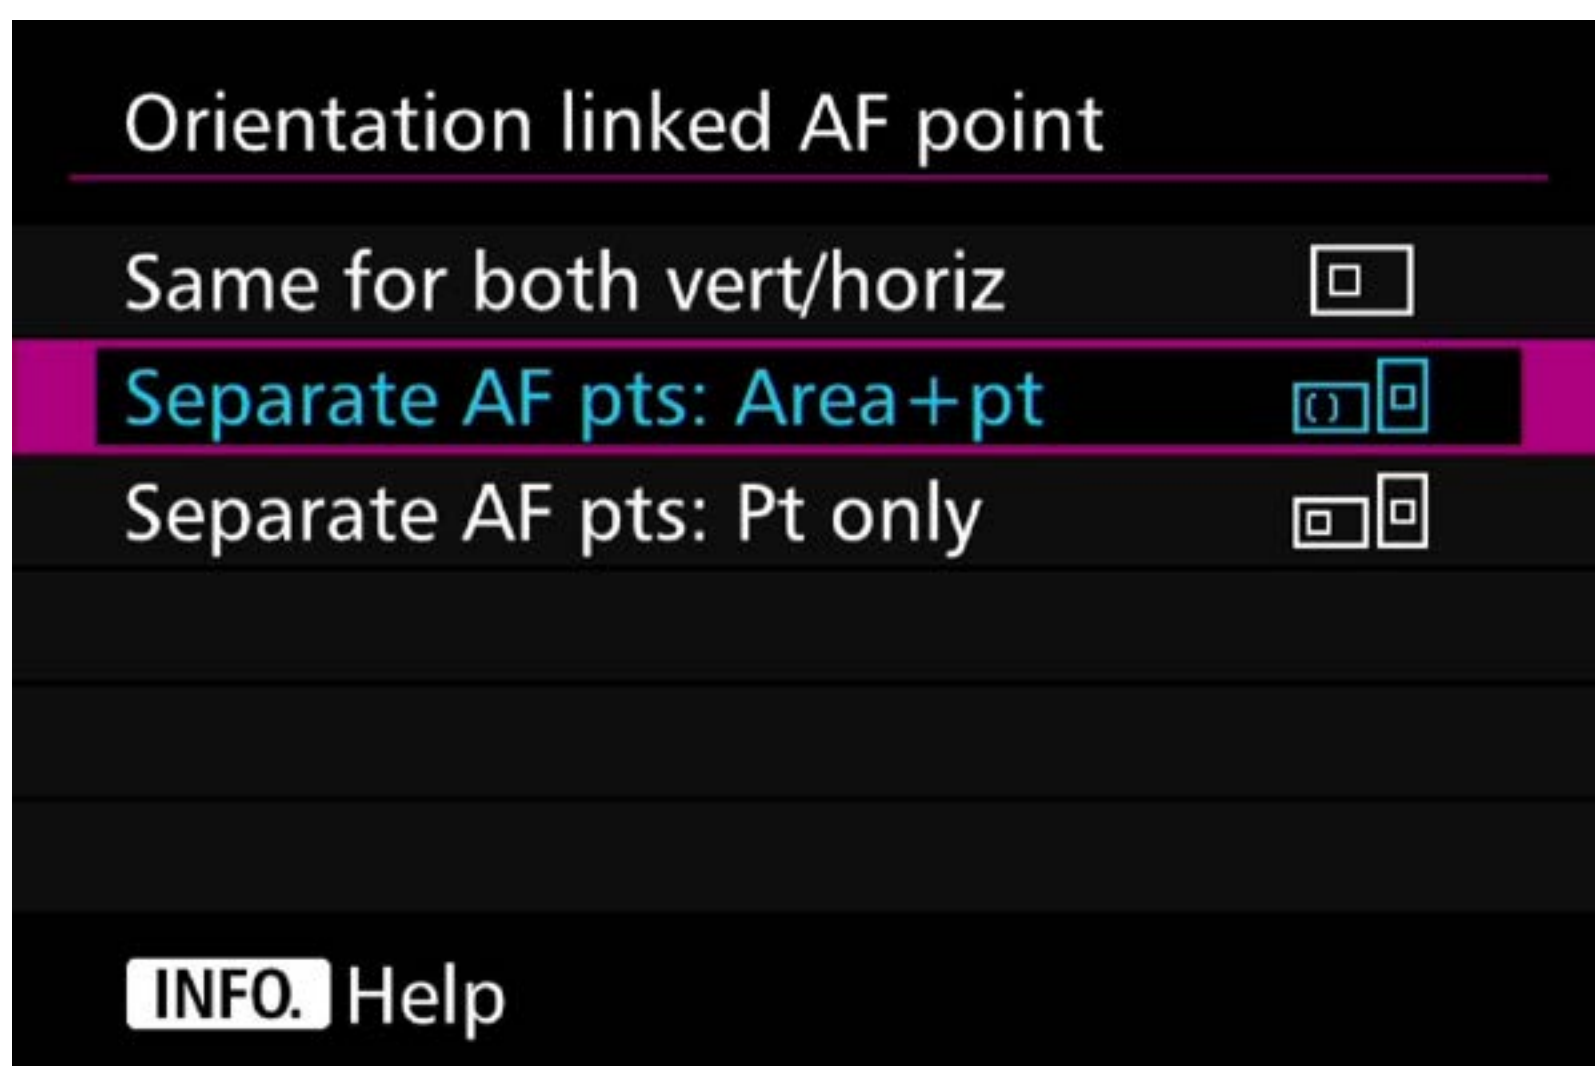 Orientation linked AF point
Same for both vert/horiz
Separate AF pts: Area+pt
Separate AF pts: Pt only
INFO. Help